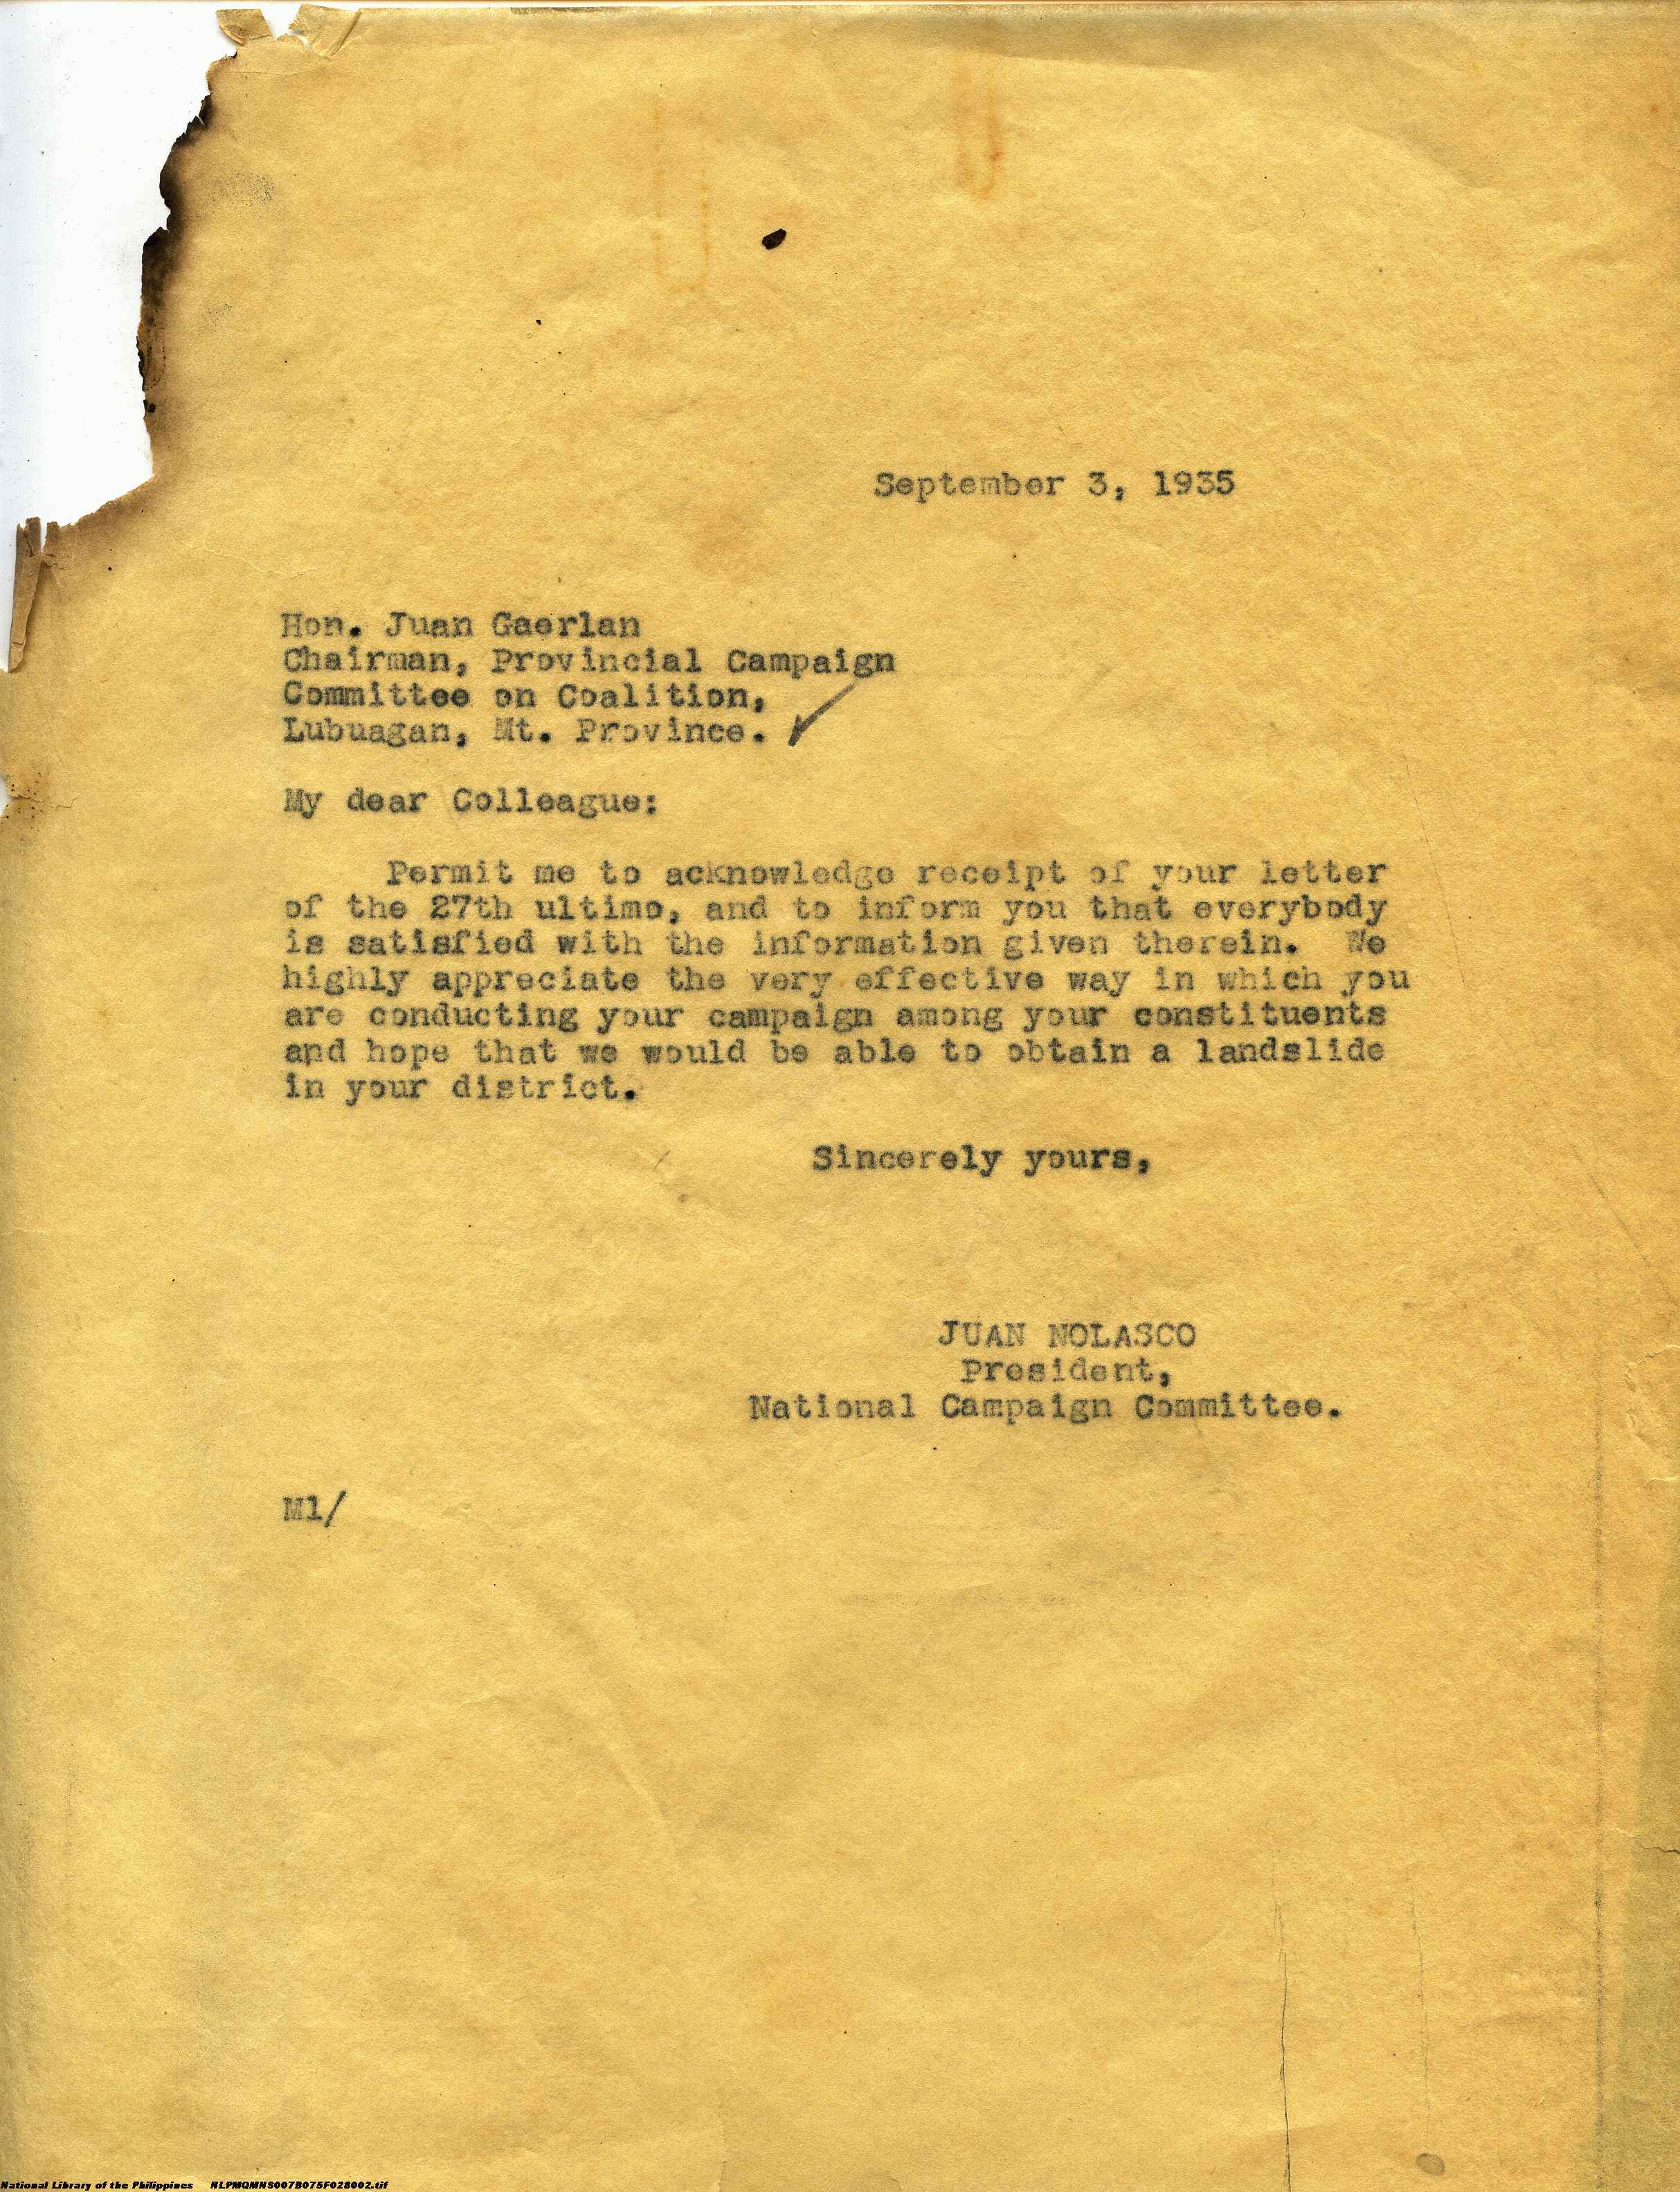 September 3, 1935
Hon. Juan Gaerlan
Chairman, Provincial Campaign
Committee on Coalition,
Lubuagan, Mt. Province.
My dear Colleague:
Permit me to acknowledge receipt of your letter
of the 27th ultimo, and to inform you that everybody
is satisfied with the information given therein. We
highly appreciate the very effective way in which you
are conducting your campaign among your constituents
and hope that we would be able to obtain a landslide
in your district.
Sincerely yours,
JUAN NOLASCO
President,
National Campaign Committee.
Ml/
National Library of the Philippines NLPMQMNS007B075F028002.tif